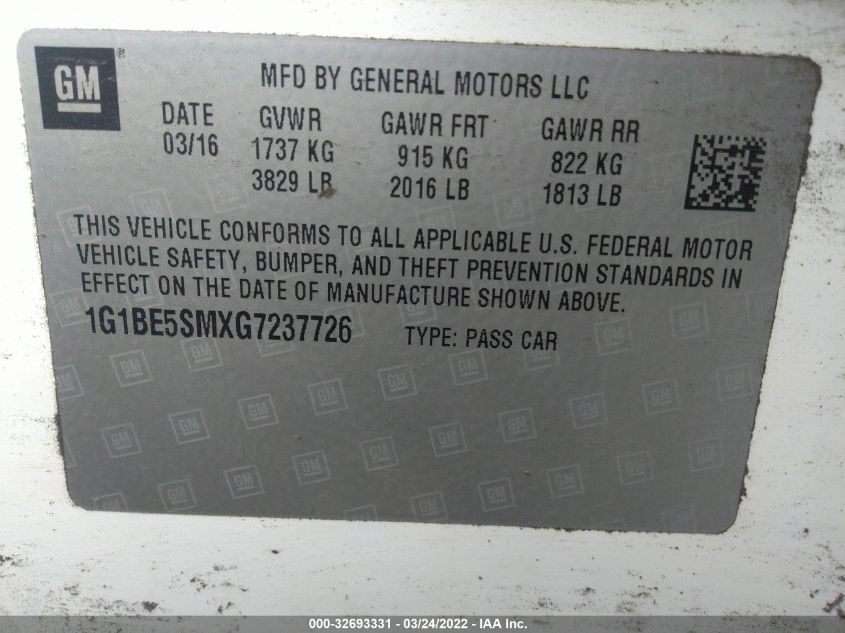 GM®
MFD BY GENERAL MOTORS LLC
DATE GVWR GAWR FRT GAWR RR
03/16 1737 KG 915 KG 822 KG
3829 LB 2016 LB 1813 LB
THIS VEHICLE CONFORMS TO ALL APPLICABLE U.S. FEDERAL MOTOR
VEHICLE SAFETY, BUMPER, AND THEFT PREVENTION STANDARDS IN
EFFECT ON THE DATE OF MANUFACTURE SHOWN ABOVE.
1G1BE5SMXG7237726 TYPE: PASS CAR
000-32693331 - 03/24/2022 - IAA Inc.